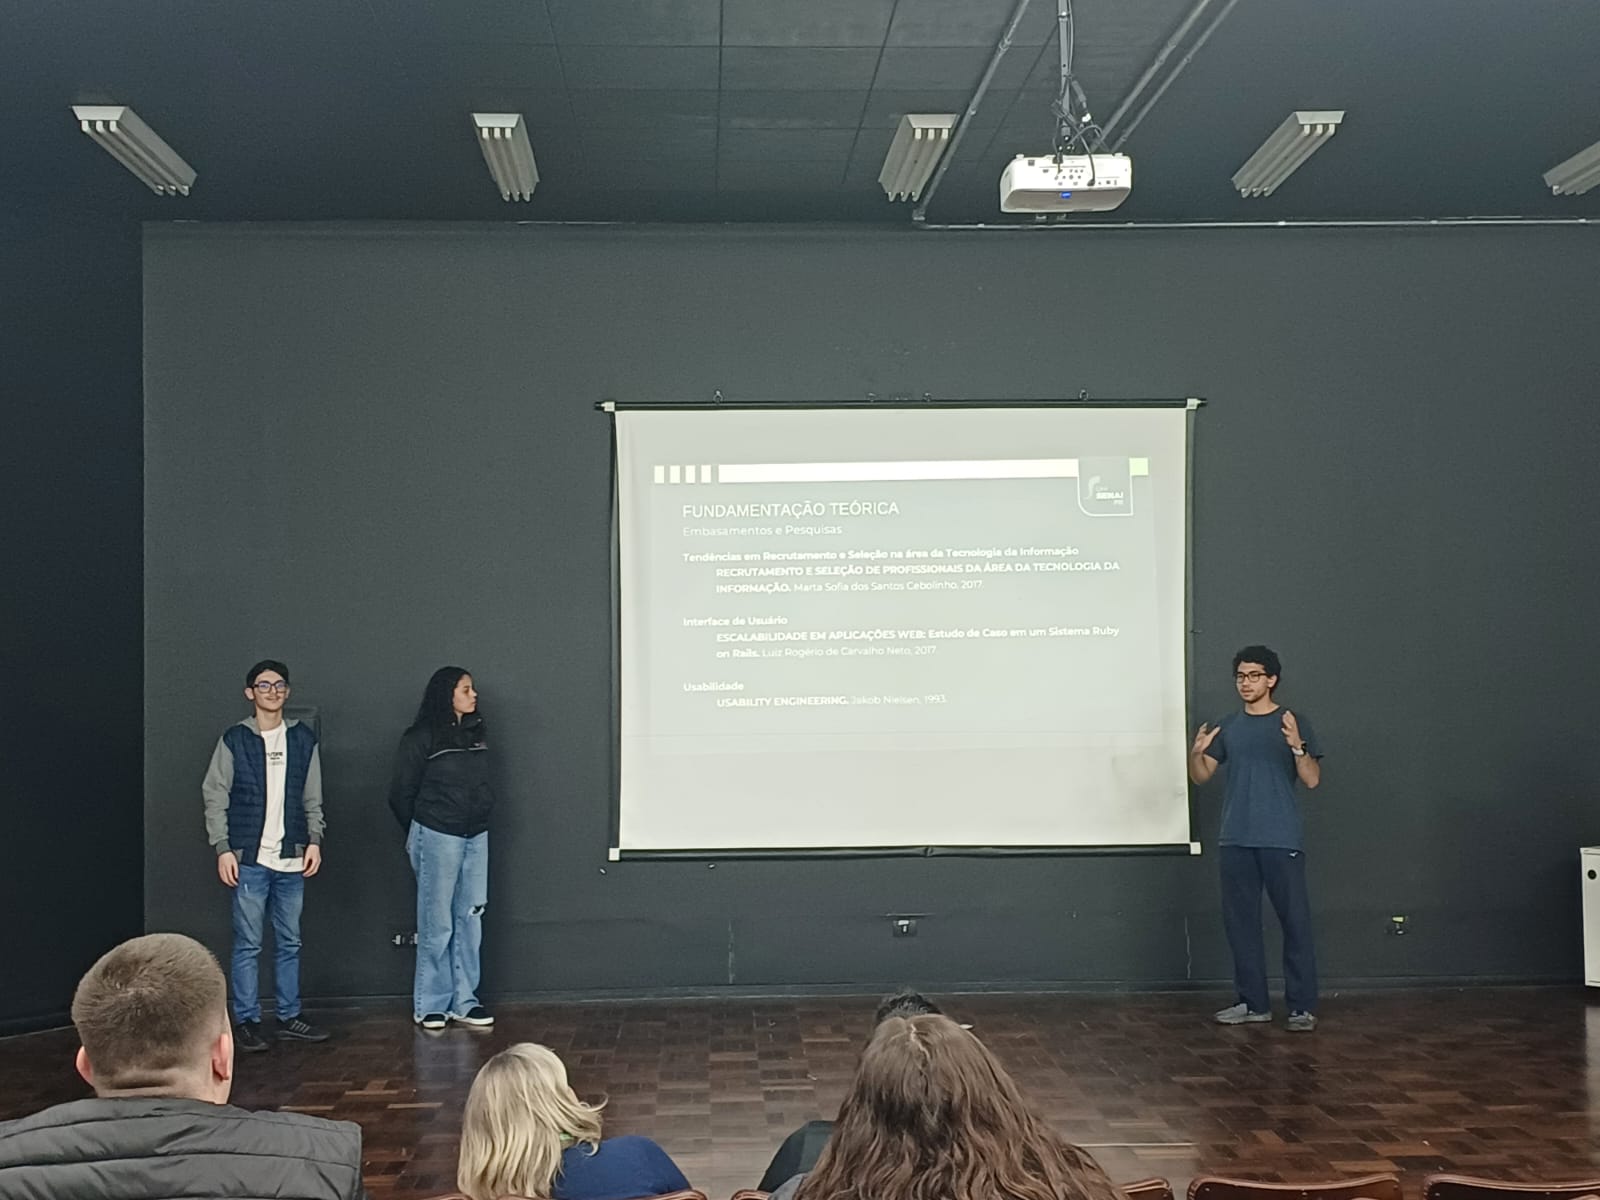 SENAI
PR
FUNDAMENTAÇÃO TEÓRICA
Embasamentos e Pesquisas
Tendências em Recrutamento e Seleção na área da Tecnologia da Informação
RECRUTAMENTO E SELEÇÃO DE PROFISSIONAIS DA ÁREA DA TECNOLOGIA DA
INFORMAÇÃO. Marta Sofia dos Santos Cebolinho, 2017.
Interface de Usuário
ESCALABILIDADE EM APLICAÇÕES WEB: Estudo de Caso em um Sistema Ruby
on Rails. Luiz Rogério de Carvalho Neto, 2017.
Usabilidade
USABILITY ENGINEERING. Jakob Nielsen, 1993.